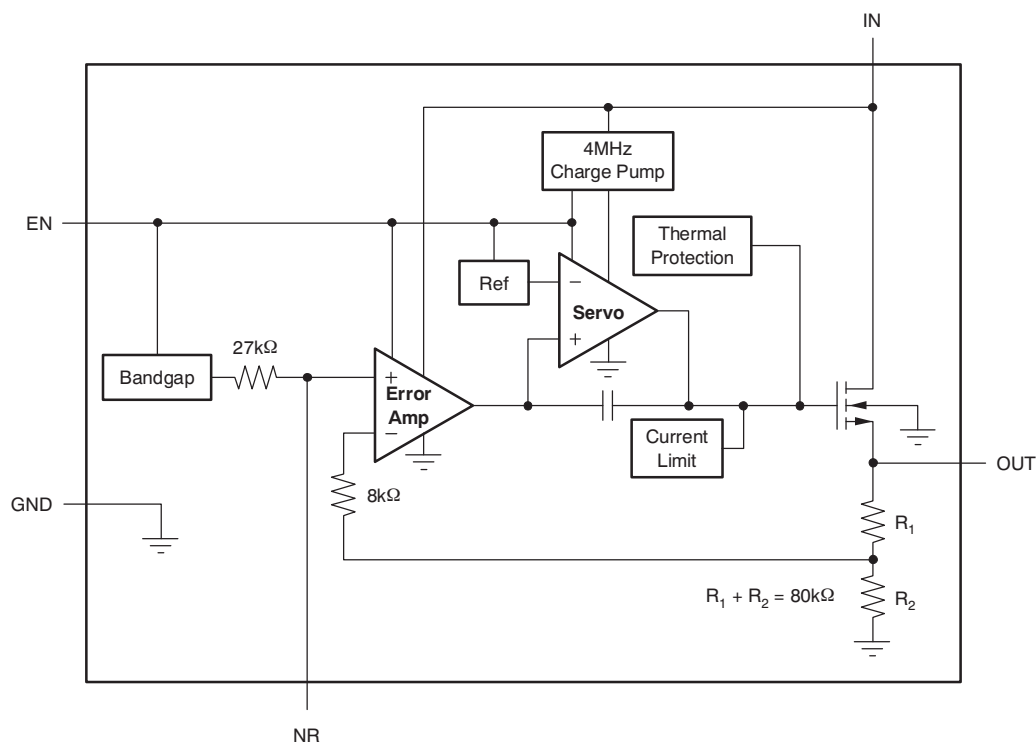 IN
4MHz
Charge Pump
EN
Thermal
Protection
Ref
−
Servo
+
27kΩ
Bandgap
+
Error
Amp
−
Current
Limit
OUT
8kΩ
GND
R1
R1 + R2 = 80kΩ
R2
NR